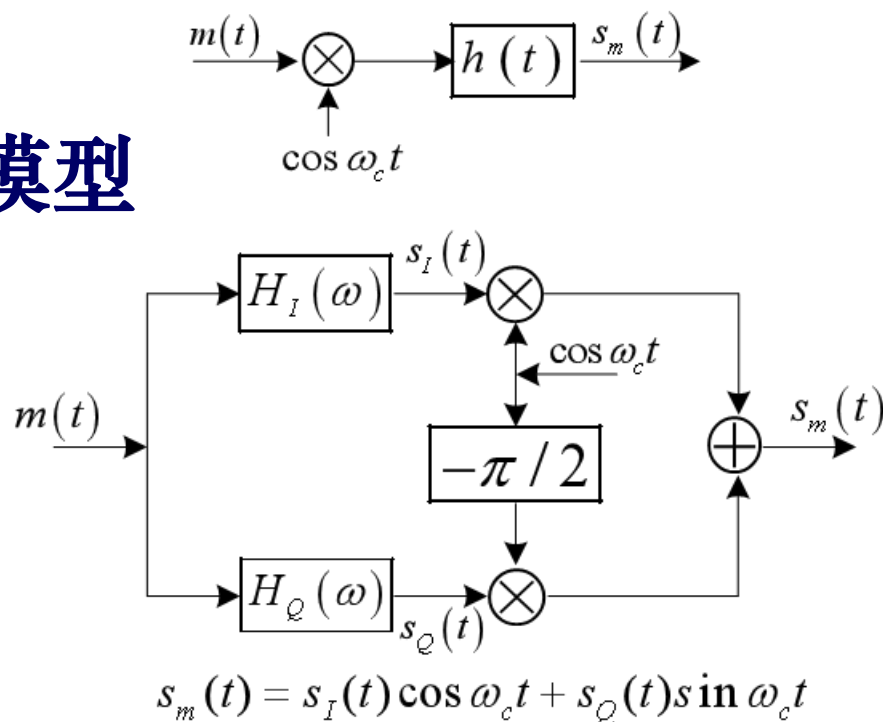 m(t)
h(t)
s_m(t)
cos ω_c t
模型
H_I(ω)
s_I(t)
cos ω_c t
m(t)
−π / 2
s_m(t)
H_Q(ω)
s_Q(t)
s_m(t) = s_I(t) cos ω_c t + s_Q(t) sin ω_c t